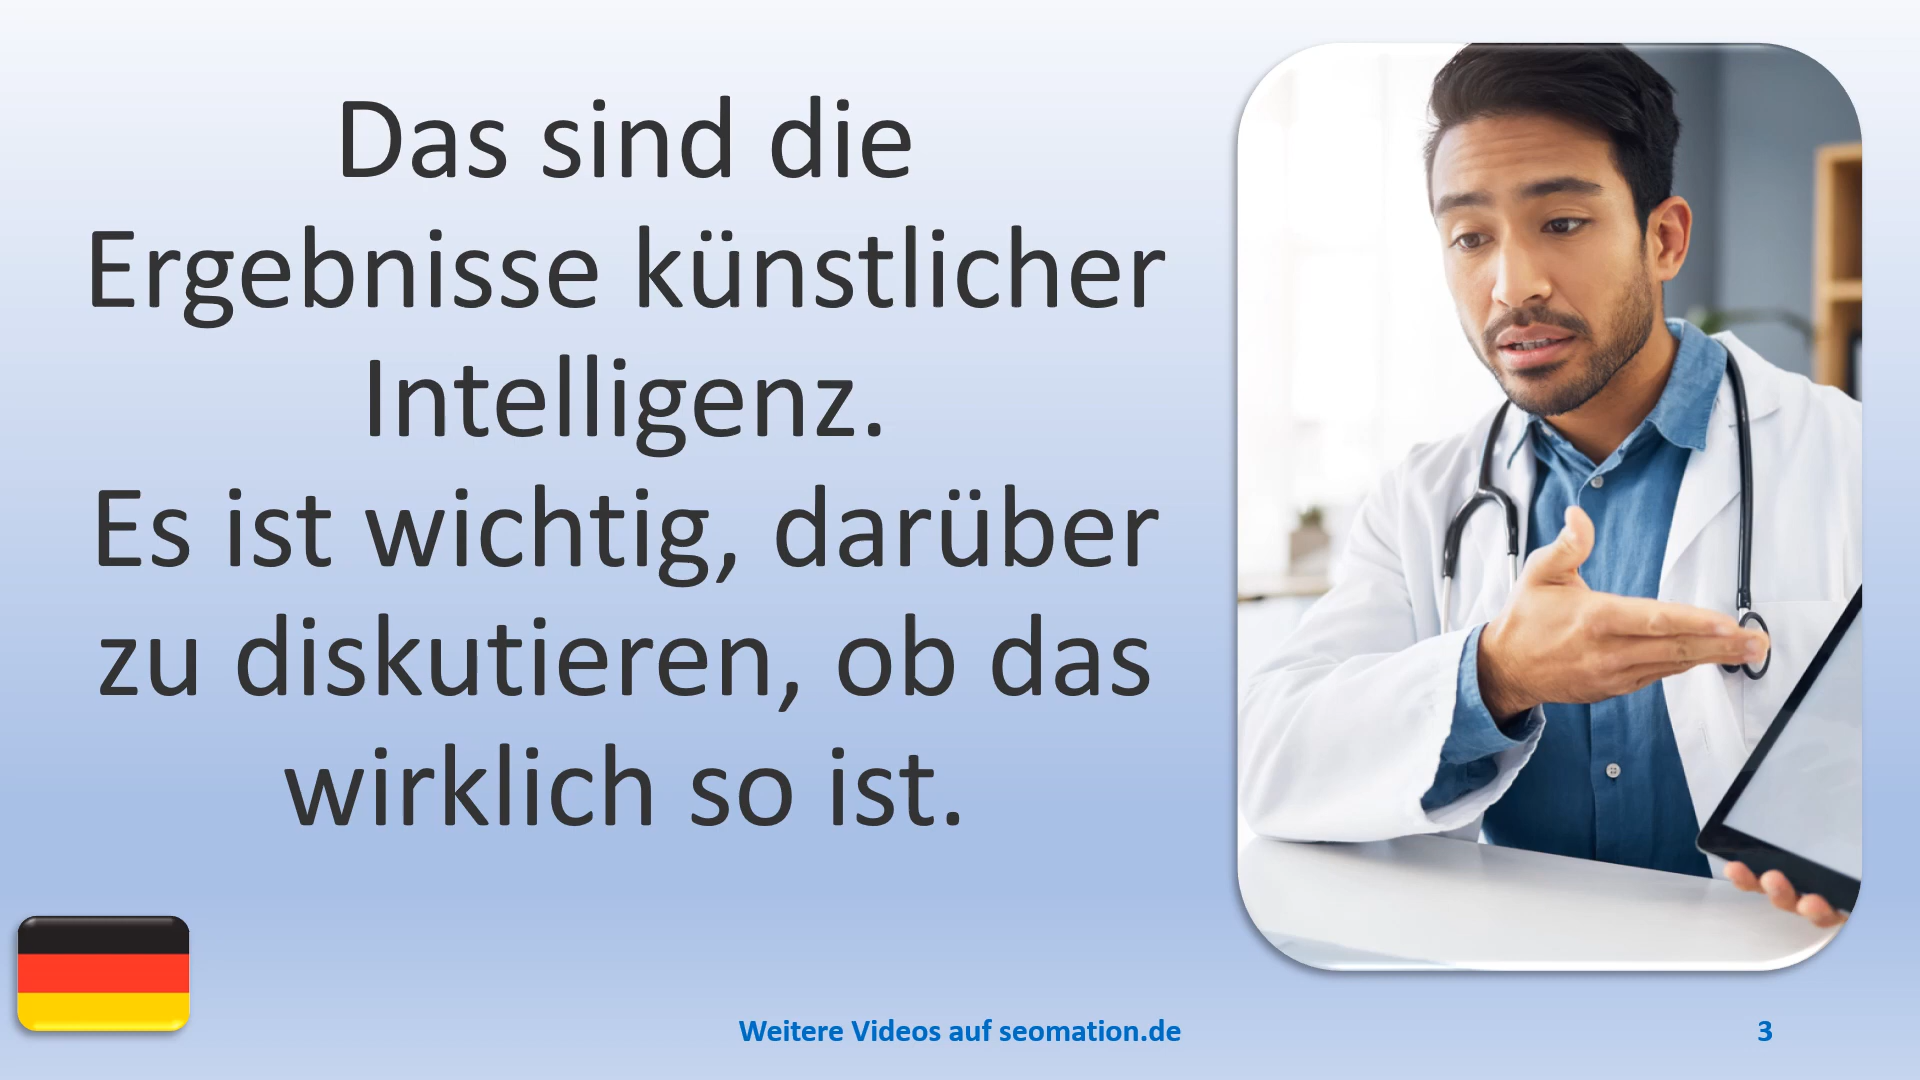 Das sind die
Ergebnisse künstlicher
Intelligenz.
Es ist wichtig, darüber
zu diskutieren, ob das
wirklich so ist.
Weitere Videos auf seomation.de
3